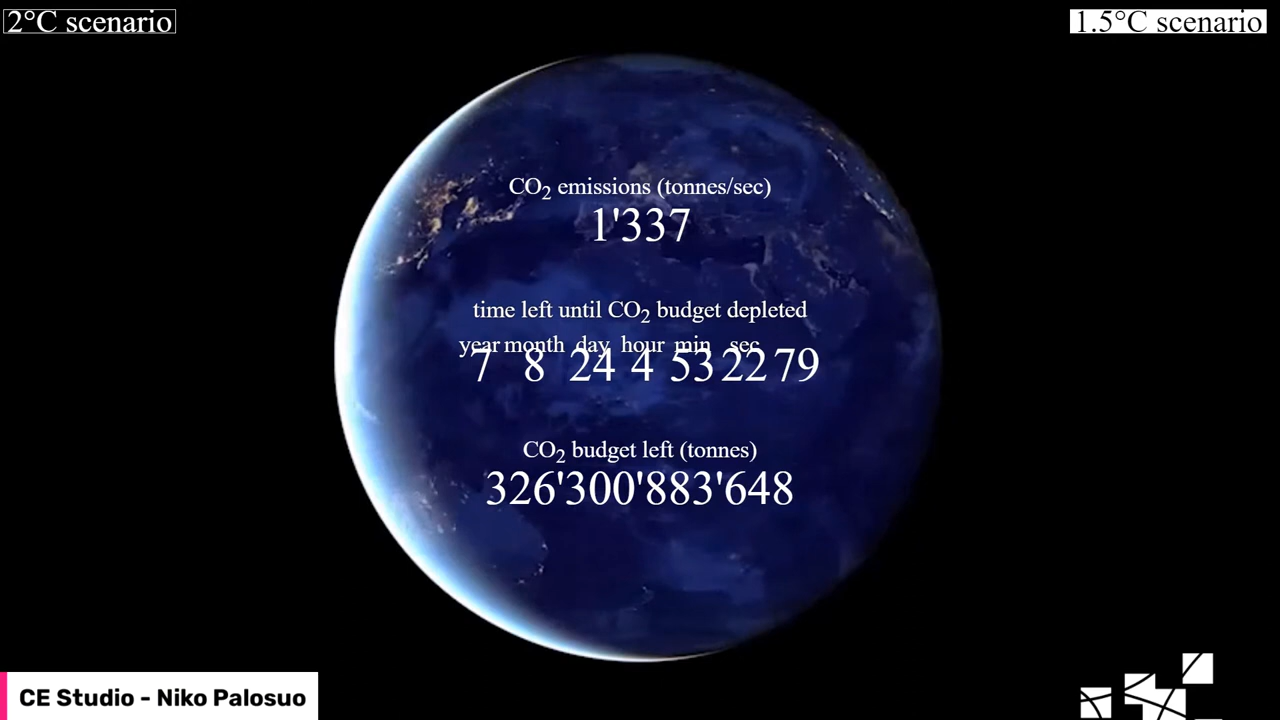 2°C scenario
1.5°C scenario
CO₂ emissions (tonnes/sec)
1'337
time left until CO₂ budget depleted
year month day hour min sec
7 8 24 4 53 22 79
CO₂ budget left (tonnes)
326'300'883'648
CE Studio - Niko Palosuo